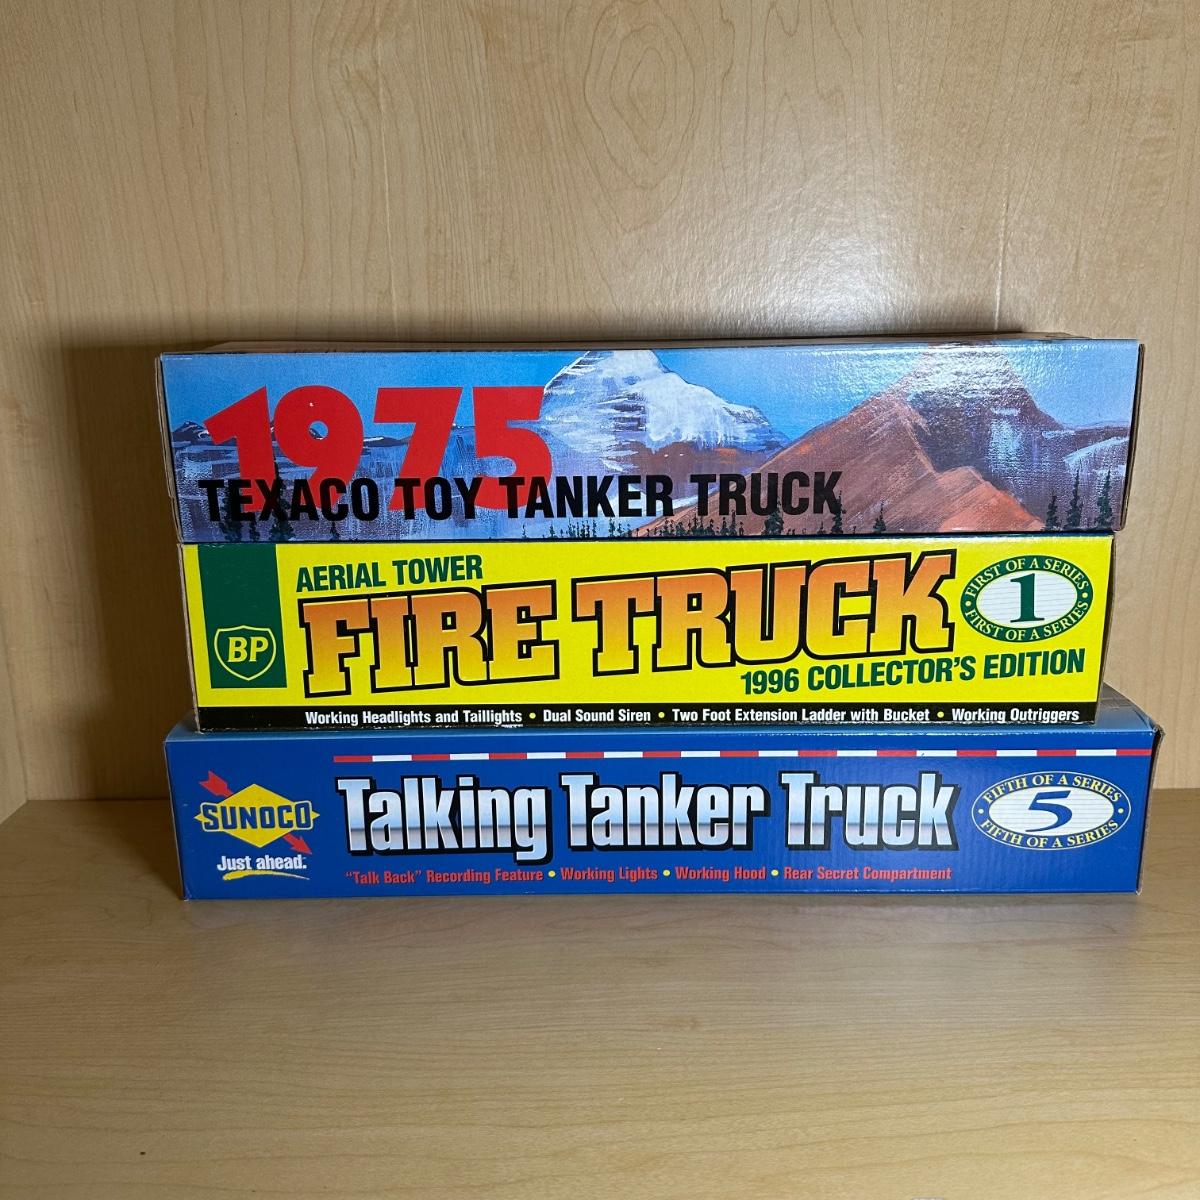 1975
TEXACO TOY TANKER TRUCK
AERIAL TOWER
FIRE TRUCK
BP
FIRST OF A SERIES
1
FIRST OF A SERIES
1996 COLLECTOR'S EDITION
Working Headlights and Taillights • Dual Sound Siren • Two Foot Extension Ladder with Bucket • Working Outriggers
SUNOCO
Just ahead.
Talking Tanker Truck
FIFTH OF A SERIES
5
FIFTH OF A SERIES
"Talk Back" Recording Feature • Working Lights • Working Hood • Rear Secret Compartment